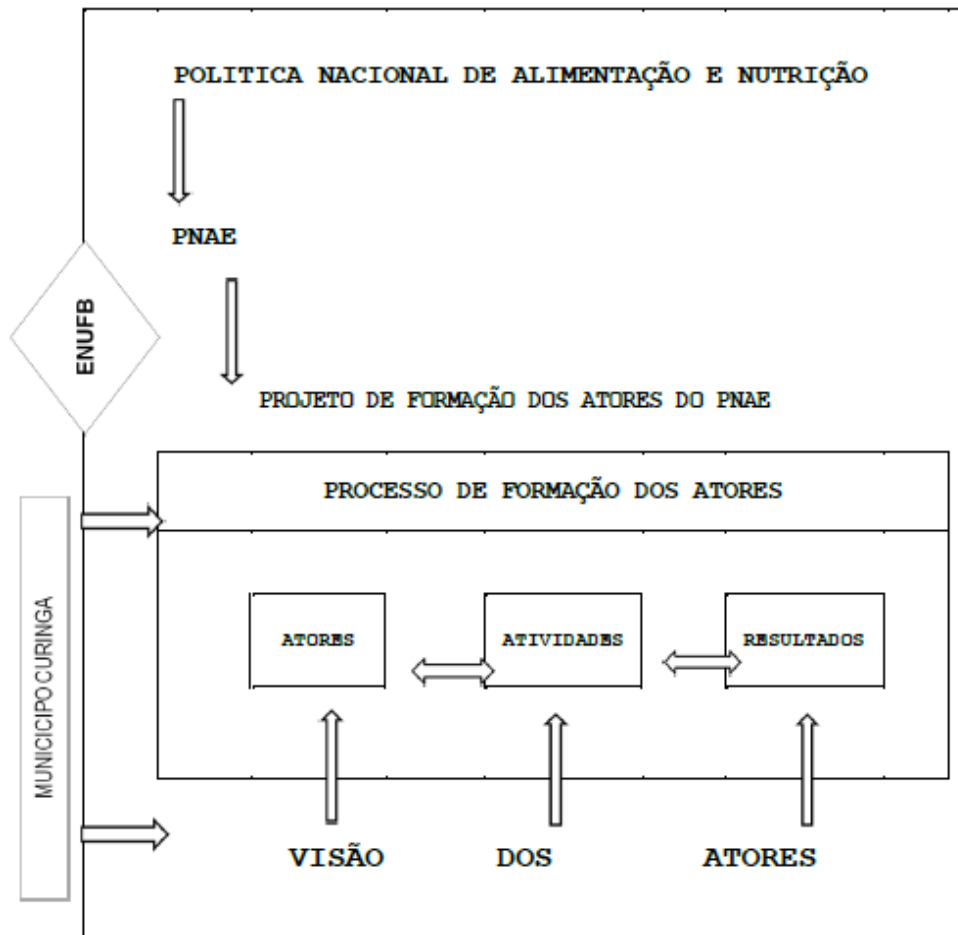 POLITICA NACIONAL DE ALIMENTAÇÃO E NUTRIÇÃO
PNAE
ENUFB
PROJETO DE FORMAÇÃO DOS ATORES DO PNAE
PROCESSO DE FORMAÇÃO DOS ATORES
MUNICICIPO CURINGA
ATORES
ATIVIDADES
RESULTADOS
VISÃO DOS ATORES